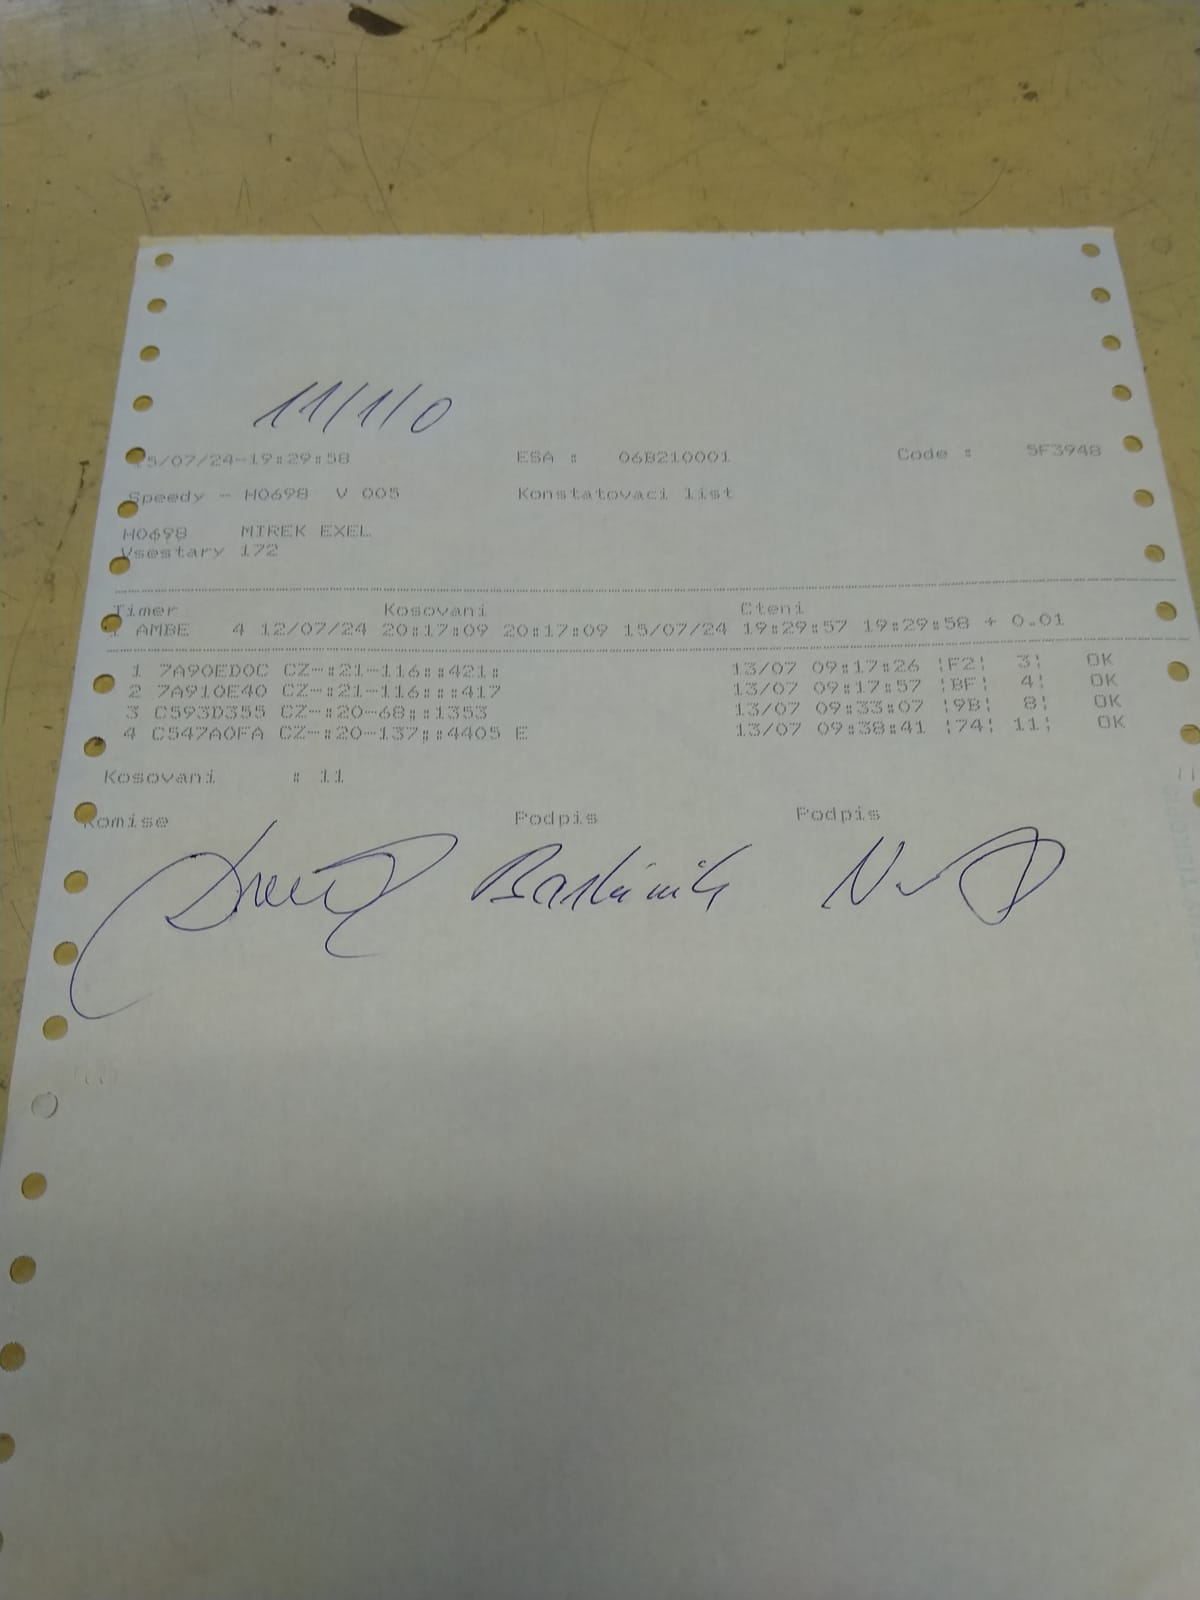 11/1/0
15/07/24-19:29:58 ESA : 06B210001 Code : 5F3948
Speedy - H0698 V 005 Konstatovaci list
H0698 MIREK EXEL
Vsestary 172
Timer Kosovani Cteni
1 AMBE 4 12/07/24 20:17:09 20:17:09 15/07/24 19:29:57 19:29:58 + 0.01
1 7A90ED0C CZ-:21-116::421: 13/07 09:17:26 ¦F2¦ 3¦ OK
2 7A910E40 CZ-:21-116:::417 13/07 09:17:57 ¦BF¦ 4¦ OK
3 C593D355 CZ-:20-68::1353 13/07 09:33:07 ¦9B¦ 8¦ OK
4 C547A0FA CZ-:20-137::4405 E 13/07 09:38:41 ¦74¦ 11¦ OK
Kosovani : 11
Komise Podpis Podpis